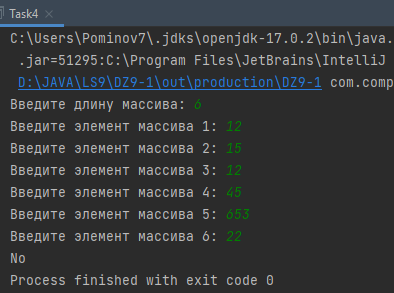 Task4
C:\Users\Pominov7\.jdks\openjdk-17.0.2\bin\java.
.jar=51295:C:\Program Files\JetBrains\IntelliJ
D:\JAVA\LS9\DZ9-1\out\production\DZ9-1 com.comp
Введите длину массива: 6
Введите элемент массива 1: 12
Введите элемент массива 2: 15
Введите элемент массива 3: 12
Введите элемент массива 4: 45
Введите элемент массива 5: 653
Введите элемент массива 6: 22
No
Process finished with exit code 0